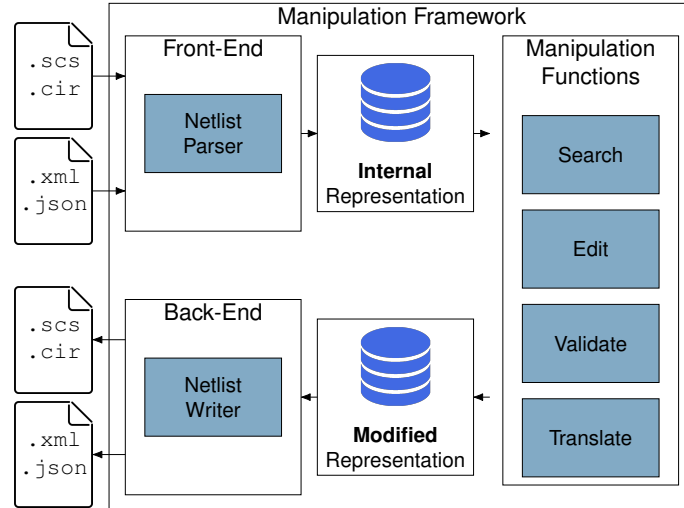 Manipulation Framework
.scs
.cir
.xml
.json
Front-End
Netlist
Parser
Internal
Representation
Manipulation
Functions
Search
Edit
Validate
Translate
.scs
.cir
.xml
.json
Back-End
Netlist
Writer
Modified
Representation